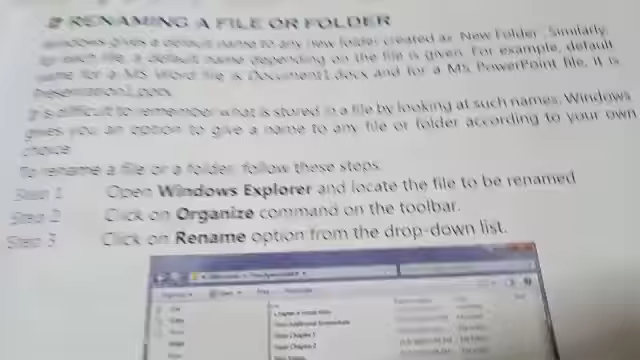 RENAMING A FILE OR FOLDER
Windows gives a default name to any new folder created as New Folder. Similarly,
to each file, a default name depending on the file is given. For example, default
name for a MS Word file is Document1.docx and for a MS PowerPoint file, it is
Presentation1.pptx.
It is difficult to remember what is stored in a file by looking at such names. Windows
gives you an option to give a name to any file or folder according to your own
choice.
To rename a file or a folder, follow these steps.
Step 1 Open Windows Explorer and locate the file to be renamed
Step 2 Click on Organize command on the toolbar.
Step 3 Click on Rename option from the drop-down list.